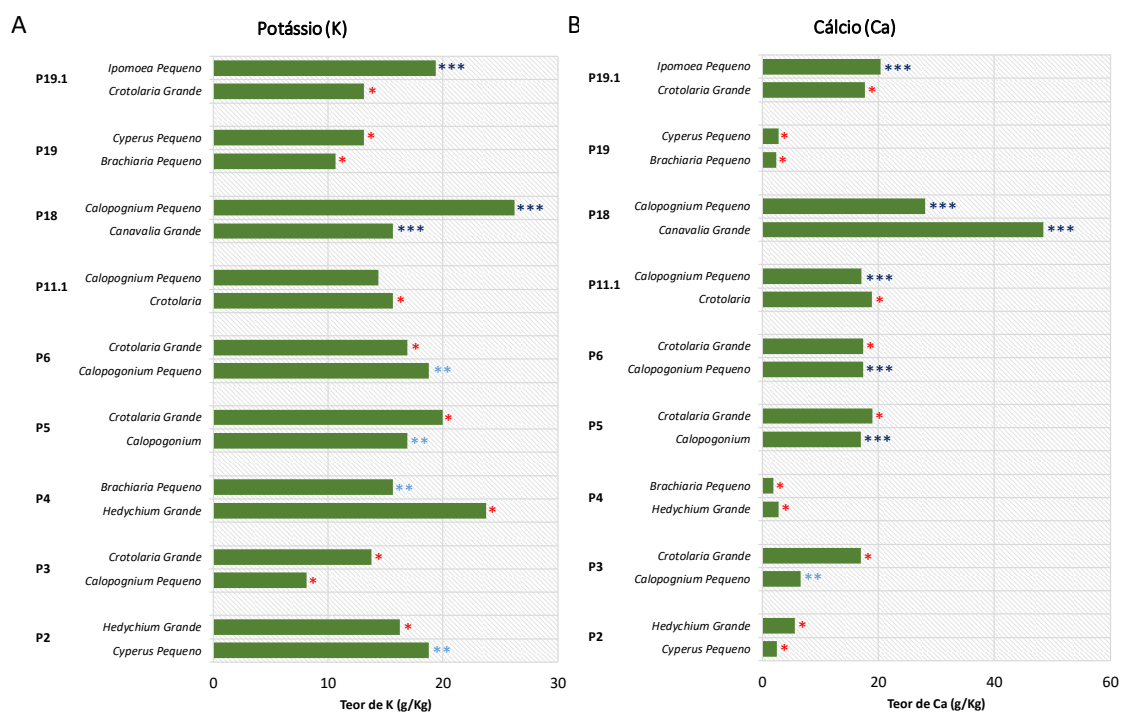 A
Potássio (K)
P19.1
Ipomoea Pequeno
***
Crotolaria Grande
*
P19
Cyperus Pequeno
*
Brachiaria Pequeno
*
P18
Calopognium Pequeno
***
Canavalia Grande
***
P11.1
Calopognium Pequeno
Crotolaria
*
P6
Crotolaria Grande
*
Calopogonium Pequeno
**
P5
Crotalaria Grande
*
Calopogonium
**
P4
Brachiaria Pequeno
**
Hedychium Grande
*
P3
Crotolaria Grande
*
Calopognium Pequeno
*
P2
Hedychium Grande
*
Cyperus Pequeno
**
0 10 20 30
Teor de K (g/Kg)
B
Cálcio (Ca)
P19.1
Ipomoea Pequeno
***
Crotolaria Grande
*
P19
Cyperus Pequeno
*
Brachiaria Pequeno
*
P18
Calopognium Pequeno
***
Canavalia Grande
***
P11.1
Calopognium Pequeno
***
Crotolaria
*
P6
Crotolaria Grande
*
Calopogonium Pequeno
***
P5
Crotalaria Grande
*
Calopogonium
***
P4
Brachiaria Pequeno
*
Hedychium Grande
*
P3
Crotolaria Grande
*
Calopognium Pequeno
**
P2
Hedychium Grande
*
Cyperus Pequeno
*
0 20 40 60
Teor de Ca (g/Kg)